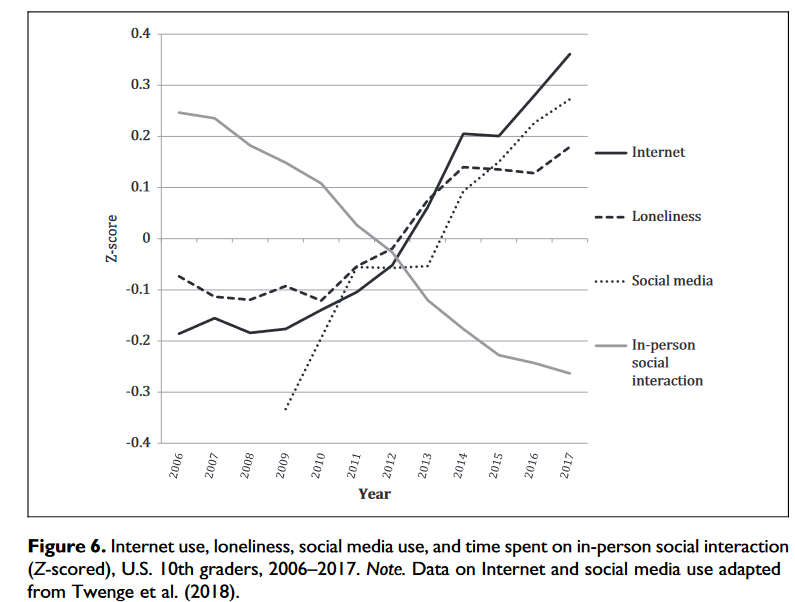 0.4
0.3
0.2
0.1
0
-0.1
-0.2
-0.3
-0.4
Z-score
2006
2007
2008
2009
2010
2011
2012
2013
2014
2015
2016
2017
Year
Internet
Loneliness
Social media
In-person
social
interaction
Figure 6. Internet use, loneliness, social media use, and time spent on in-person social interaction
(Z-scored), U.S. 10th graders, 2006–2017. Note. Data on Internet and social media use adapted
from Twenge et al. (2018).